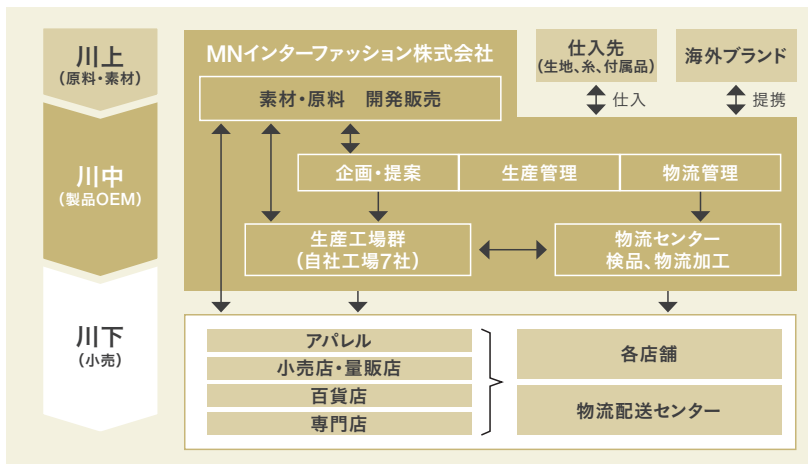 川上
(原料・素材)
MNインターファッション株式会社
素材・原料　開発販売
仕入先
(生地、糸、付属品)
海外ブランド
仕入
提携
川中
(製品OEM)
企画・提案
生産管理
物流管理
生産工場群
(自社工場7社)
物流センター
検品、物流加工
川下
(小売)
アパレル
小売店・量販店
百貨店
専門店
各店舗
物流配送センター